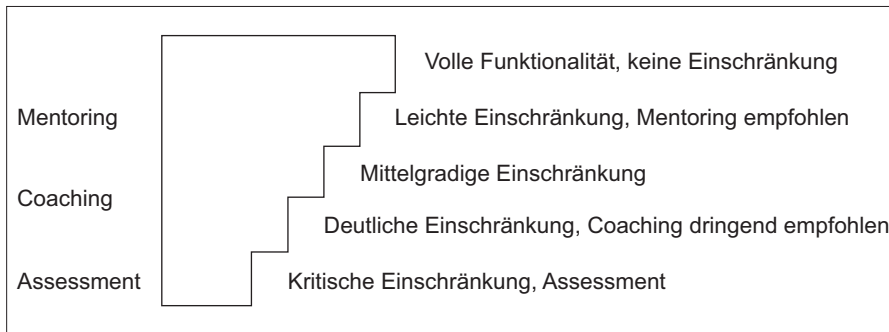 Volle Funktionalität, keine Einschränkung
Mentoring
Leichte Einschränkung, Mentoring empfohlen
Mittelgradige Einschränkung
Coaching
Deutliche Einschränkung, Coaching dringend empfohlen
Assessment
Kritische Einschränkung, Assessment